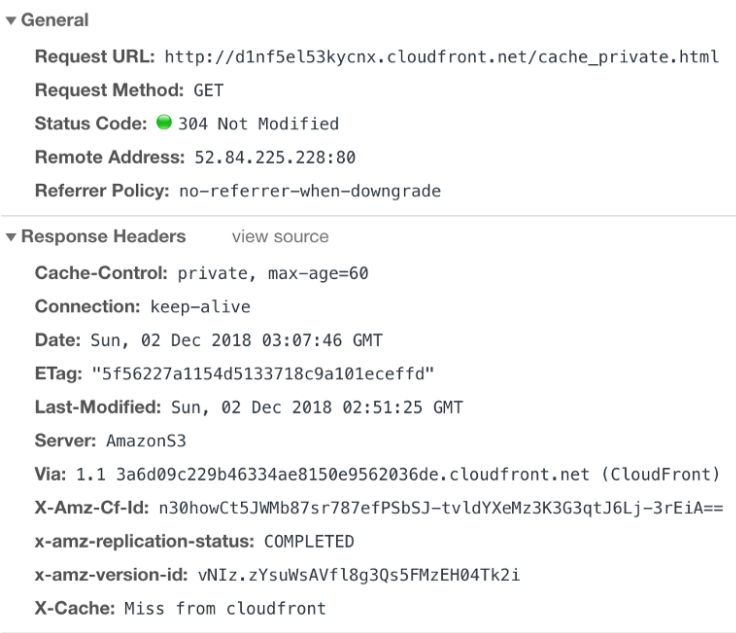 General
Request URL: http://d1nf5el53kycnx.cloudfront.net/cache_private.html
Request Method: GET
Status Code: 304 Not Modified
Remote Address: 52.84.225.228:80
Referrer Policy: no-referrer-when-downgrade
Response Headers view source
Cache-Control: private, max-age=60
Connection: keep-alive
Date: Sun, 02 Dec 2018 03:07:46 GMT
ETag: "5f56227a1154d5133718c9a101eceffd"
Last-Modified: Sun, 02 Dec 2018 02:51:25 GMT
Server: AmazonS3
Via: 1.1 3a6d09c229b46334ae8150e9562036de.cloudfront.net (CloudFront)
X-Amz-Cf-Id: n30howCt5JWMb87sr787efPSbSJ-tvldYXeMz3K3G3qtJ6Lj-3rEiA==
x-amz-replication-status: COMPLETED
x-amz-version-id: vNIz.zYsuWsAVfl8g3Qs5FMzEH04Tk2i
X-Cache: Miss from cloudfront